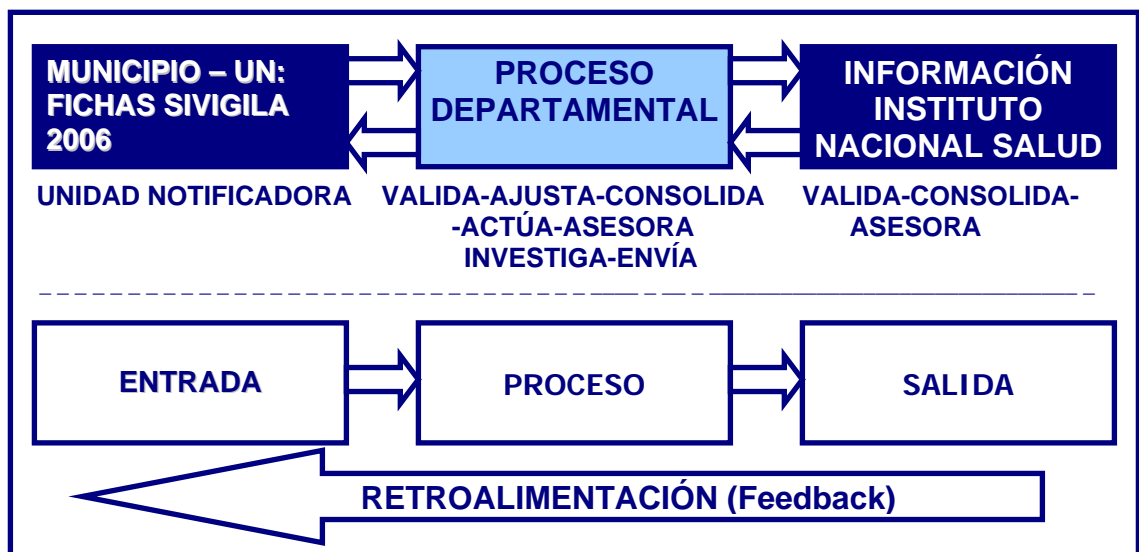 MUNICIPIO – UN:
FICHAS SIVIGILA
2006
PROCESO
DEPARTAMENTAL
INFORMACIÓN
INSTITUTO
NACIONAL SALUD
UNIDAD NOTIFICADORA
VALIDA-AJUSTA-CONSOLIDA
-ACTÚA-ASESORA
INVESTIGA-ENVÍA
VALIDA-CONSOLIDA-
ASESORA
ENTRADA
PROCESO
SALIDA
RETROALIMENTACIÓN (Feedback)